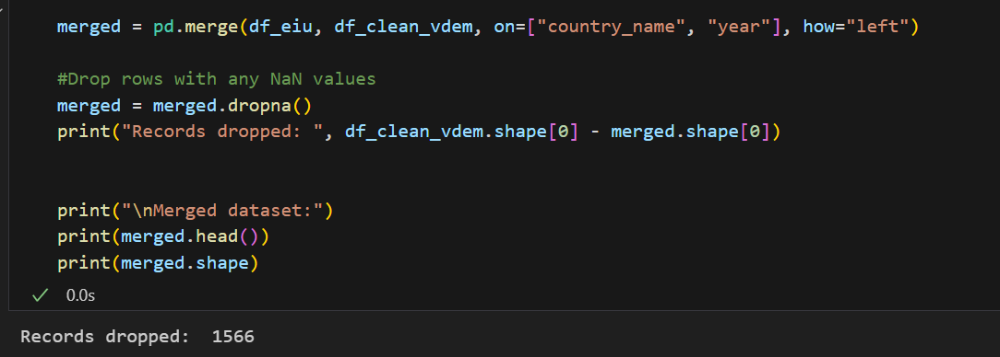 merged = pd.merge(df_eiu, df_clean_vdem, on=["country_name", "year"], how="left")
#Drop rows with any NaN values
merged = merged.dropna()
print("Records dropped: ", df_clean_vdem.shape[0] - merged.shape[0])
print("\nMerged dataset:")
print(merged.head())
print(merged.shape)
0.0s
Records dropped:  1566